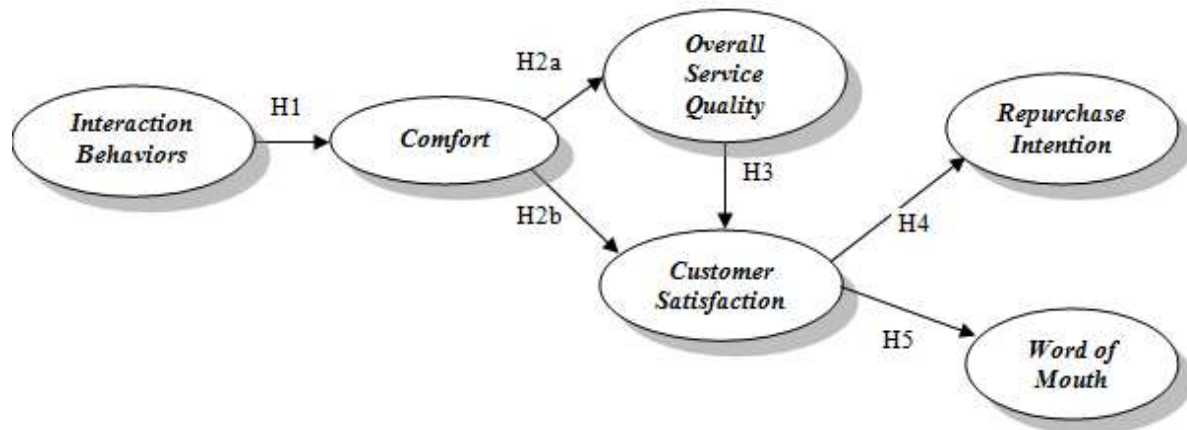 Interaction
Behaviors
H1
Comfort
H2a
H2b
Overall
Service
Quality
H3
Customer
Satisfaction
H4
Repurchase
Intention
H5
Word of
Mouth